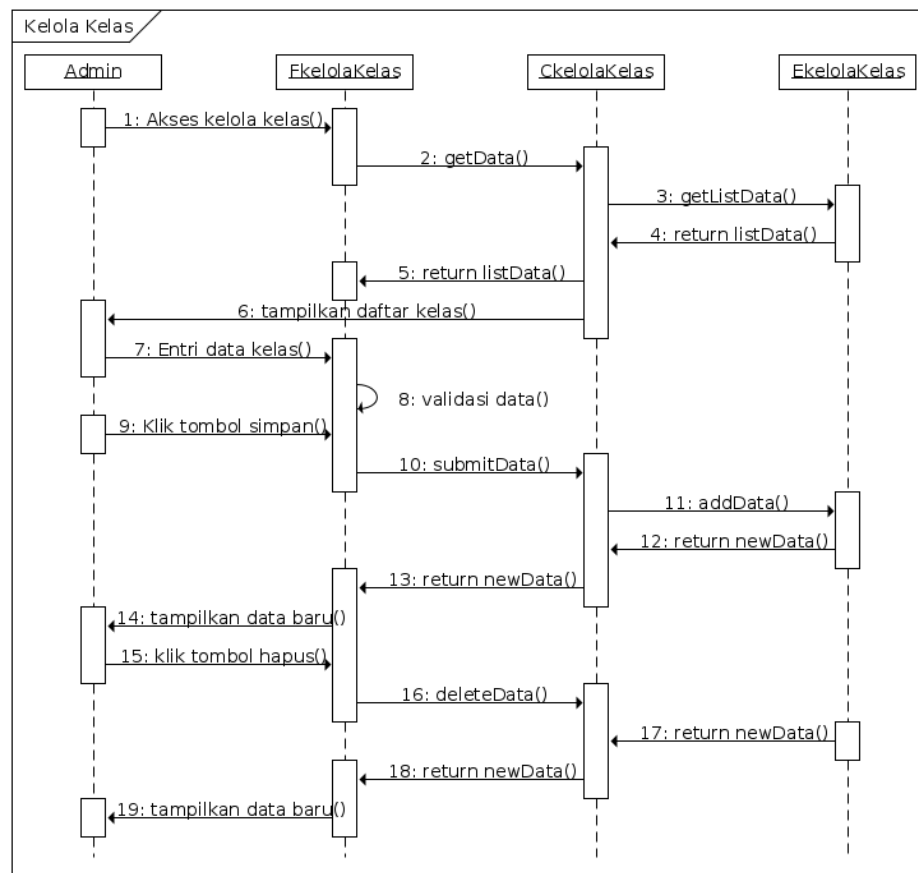 Kelola Kelas
Admin
FkelolaKelas
CkelolaKelas
EkelolaKelas
1: Akses kelola kelas()
2: getData()
3: getListData()
4: return listData()
5: return listData()
6: tampilkan daftar kelas()
7: Entri data kelas()
8: validasi data()
9: Klik tombol simpan()
10: submitData()
11: addData()
12: return newData()
13: return newData()
14: tampilkan data baru()
15: klik tombol hapus()
16: deleteData()
17: return newData()
18: return newData()
19: tampilkan data baru()